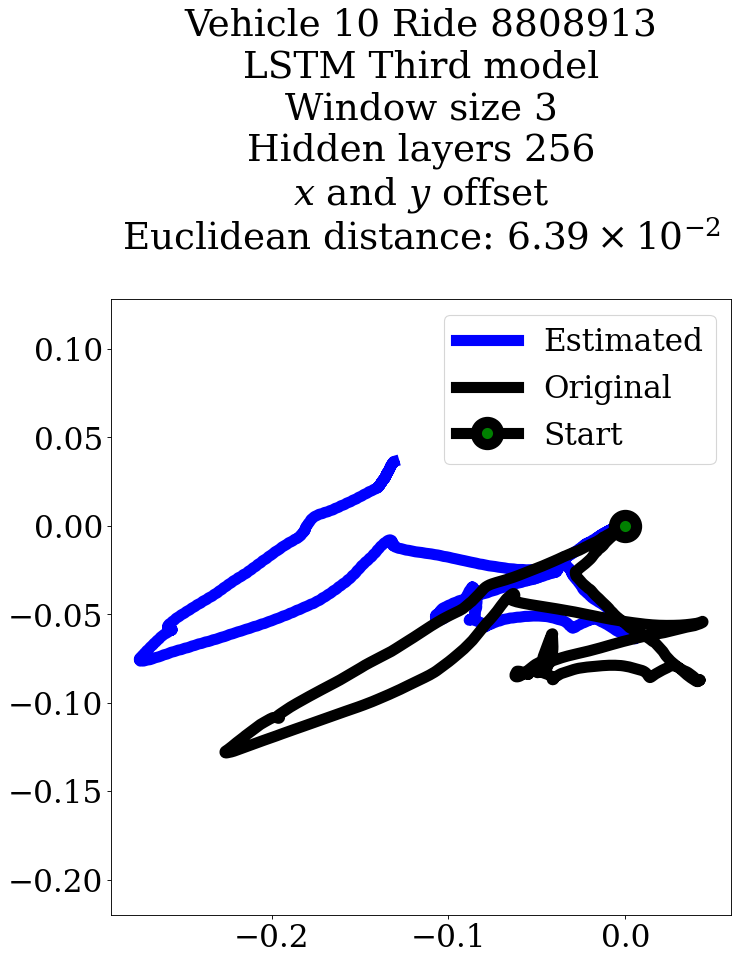 Vehicle 10 Ride 8808913
LSTM Third model
Window size 3
Hidden layers 256
x and y offset
Euclidean distance: 6.39 × 10⁻²
Estimated
Original
Start
0.10
0.05
0.00
−0.05
−0.10
−0.15
−0.20
−0.2
−0.1
0.0